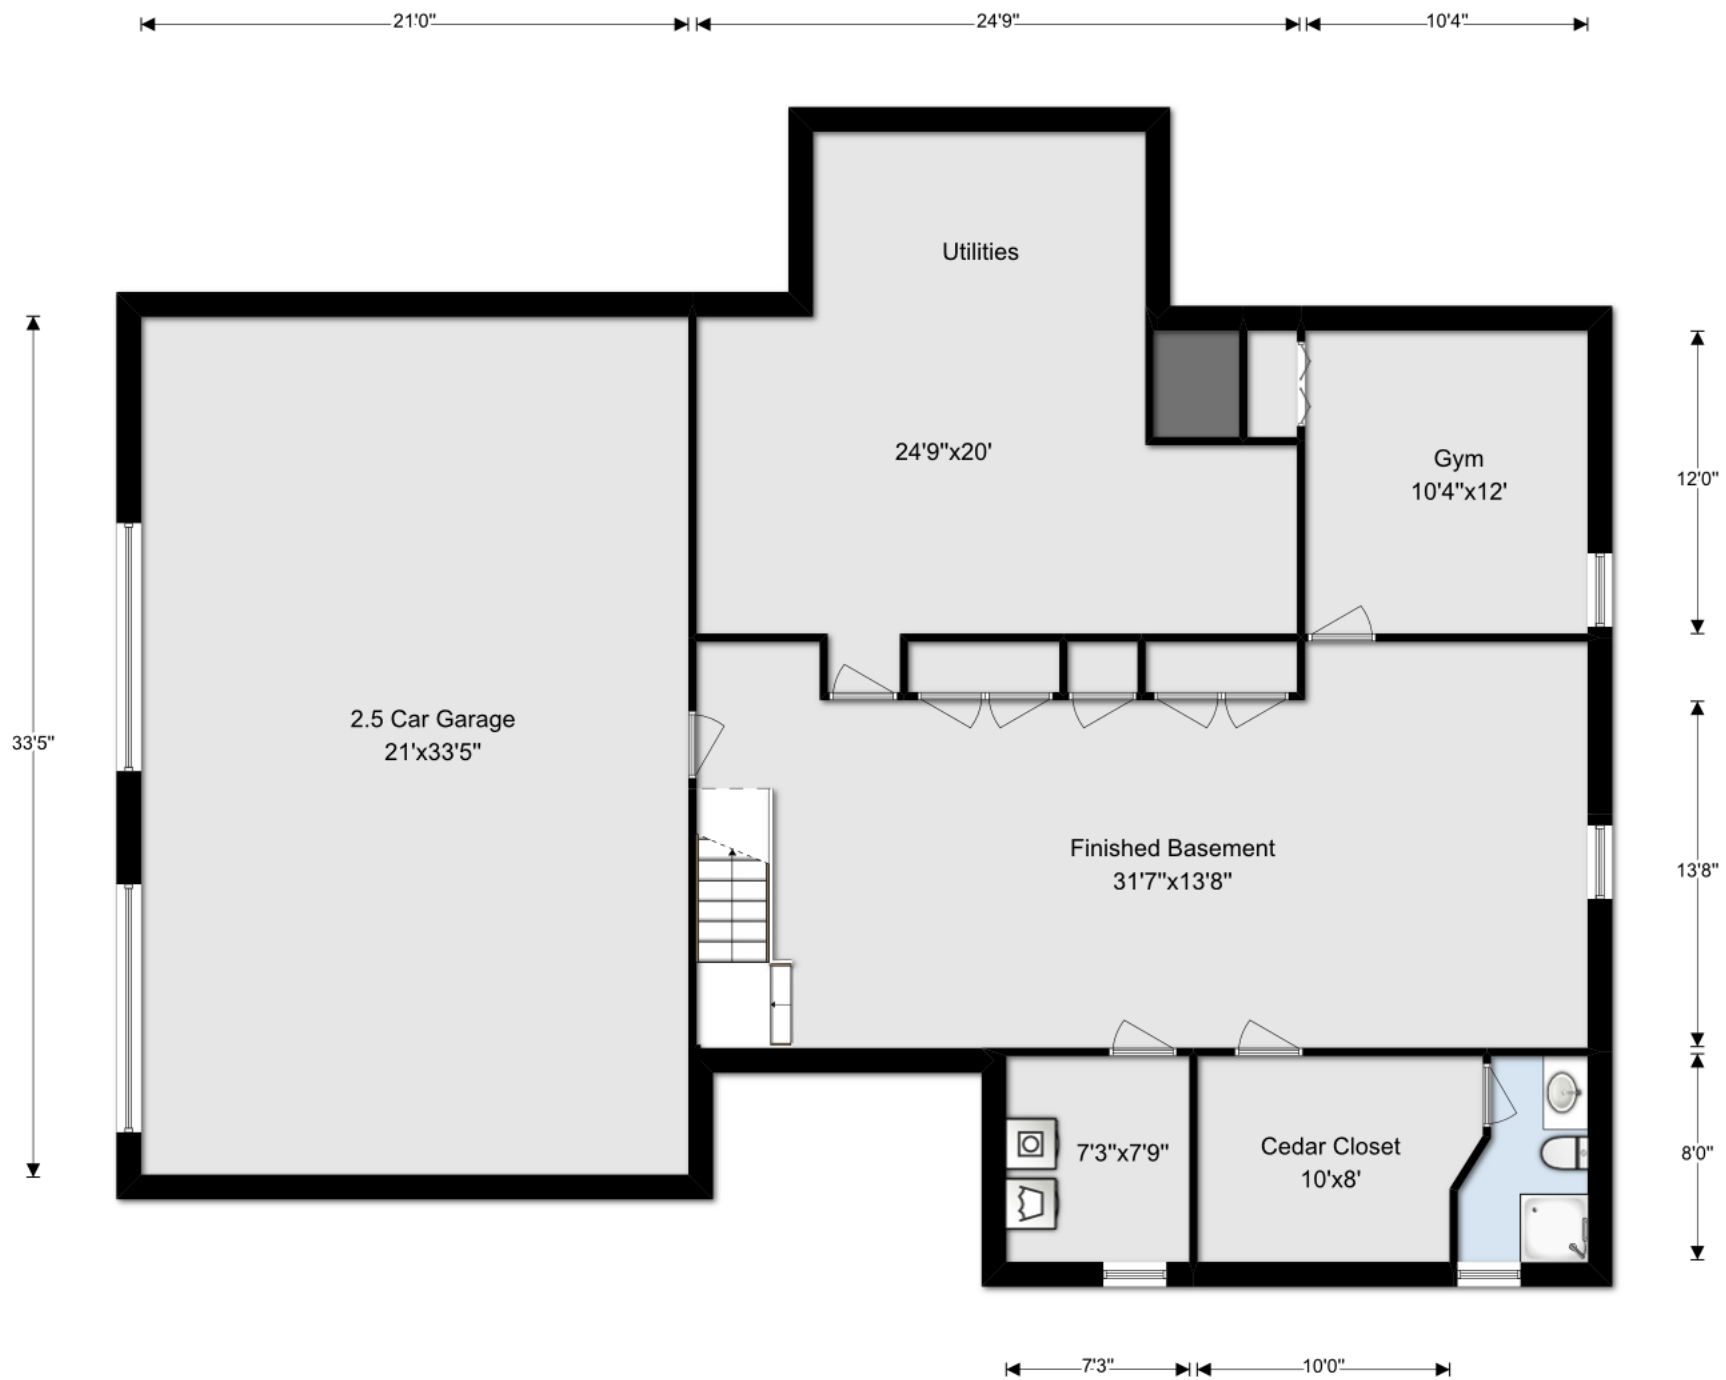 21'0"
24'9"
10'4"
Utilities
24'9"x20'
Gym
10'4"x12'
12'0"
2.5 Car Garage
21'x33'5"
33'5"
Finished Basement
31'7"x13'8"
13'8"
7'3"x7'9"
Cedar Closet
10'x8'
8'0"
7'3"
10'0"